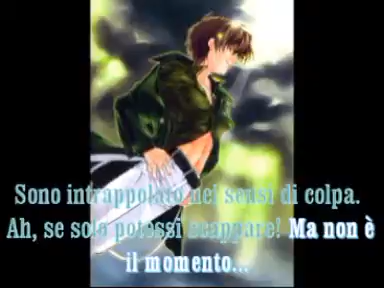 Sono intrappolato nei sensi di colpa.
Ah, se solo potessi scappare! Ma non è
il momento...